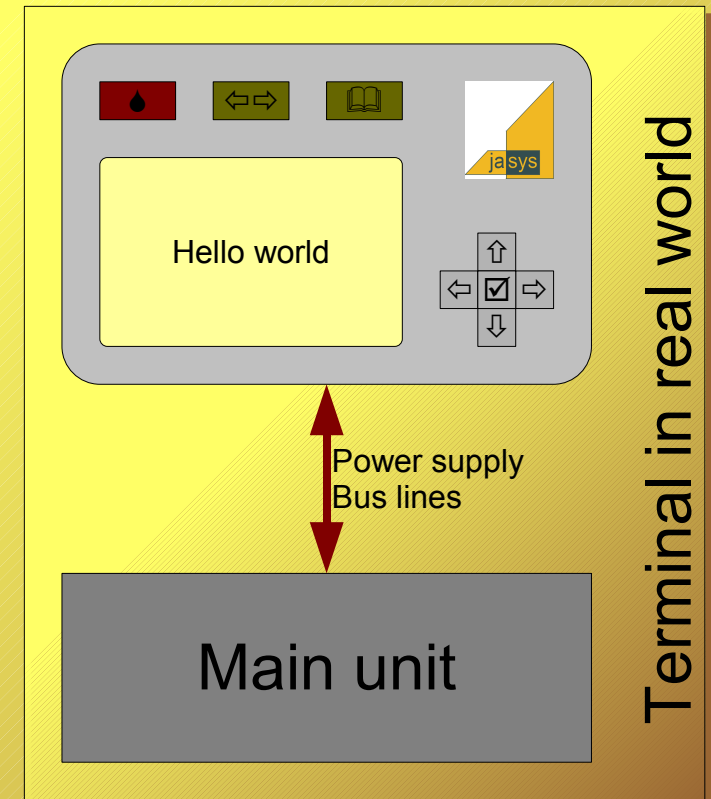 jasys
Hello world
Power supply
Bus lines
Main unit
Terminal in real world